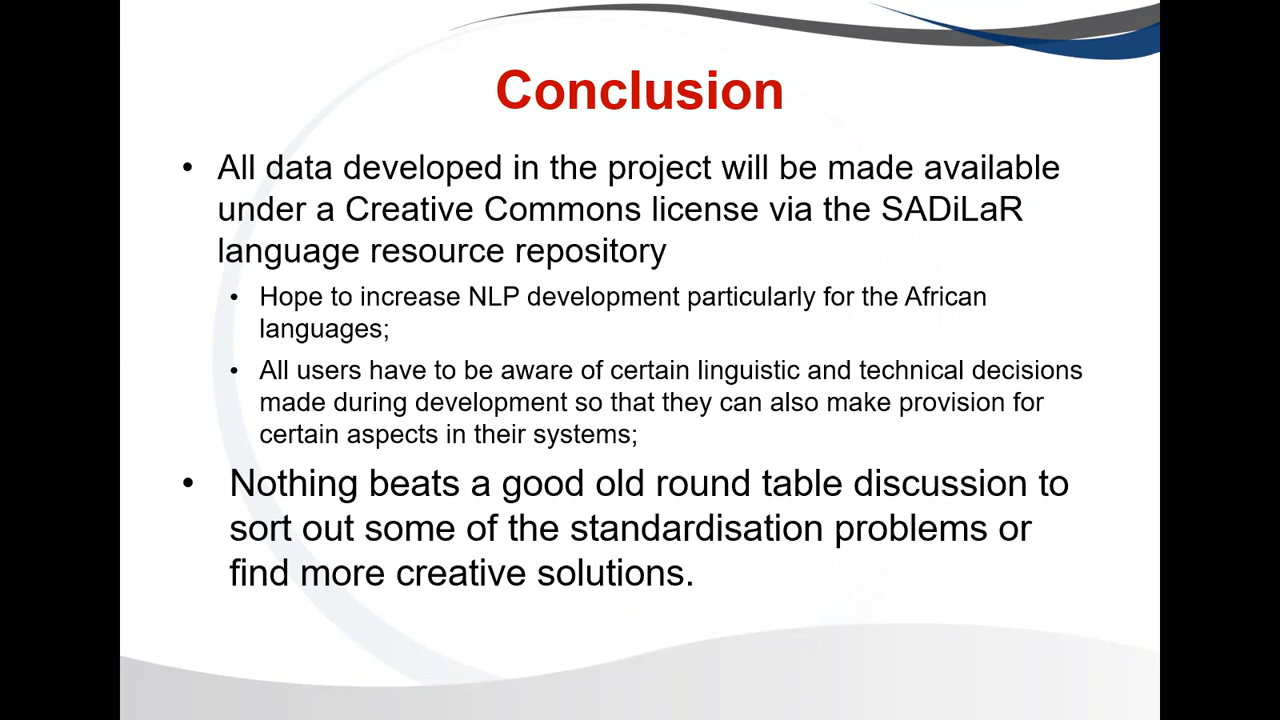 Conclusion
• All data developed in the project will be made available
under a Creative Commons license via the SADiLaR
language resource repository
• Hope to increase NLP development particularly for the African
languages;
• All users have to be aware of certain linguistic and technical decisions
made during development so that they can also make provision for
certain aspects in their systems;
• Nothing beats a good old round table discussion to
sort out some of the standardisation problems or
find more creative solutions.